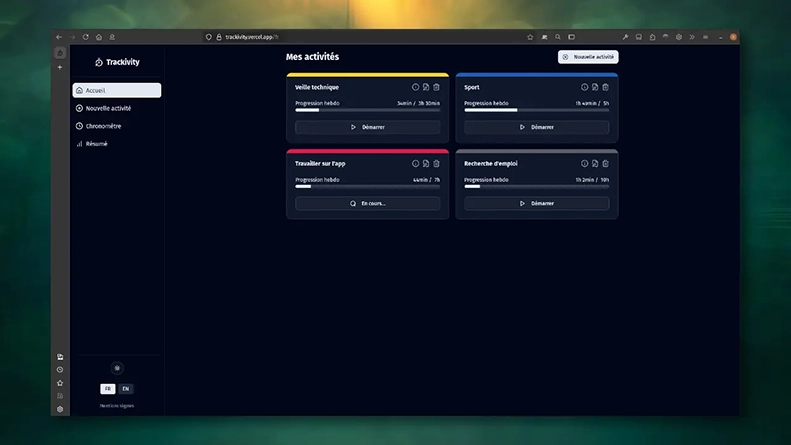 trackivity.vercel.app/fr
Trackivity
Accueil
Nouvelle activité
Chronomètre
Résumé
FR EN
Mentions légales
Mes activités
Nouvelle activité
Veille technique
Progression hebdo 34min / 3h 30min
Démarrer
Sport
Progression hebdo 1h 49min / 5h
Démarrer
Travailler sur l'app
Progression hebdo 44min / 7h
En cours...
Recherche d'emploi
Progression hebdo 1h 2min / 10h
Démarrer